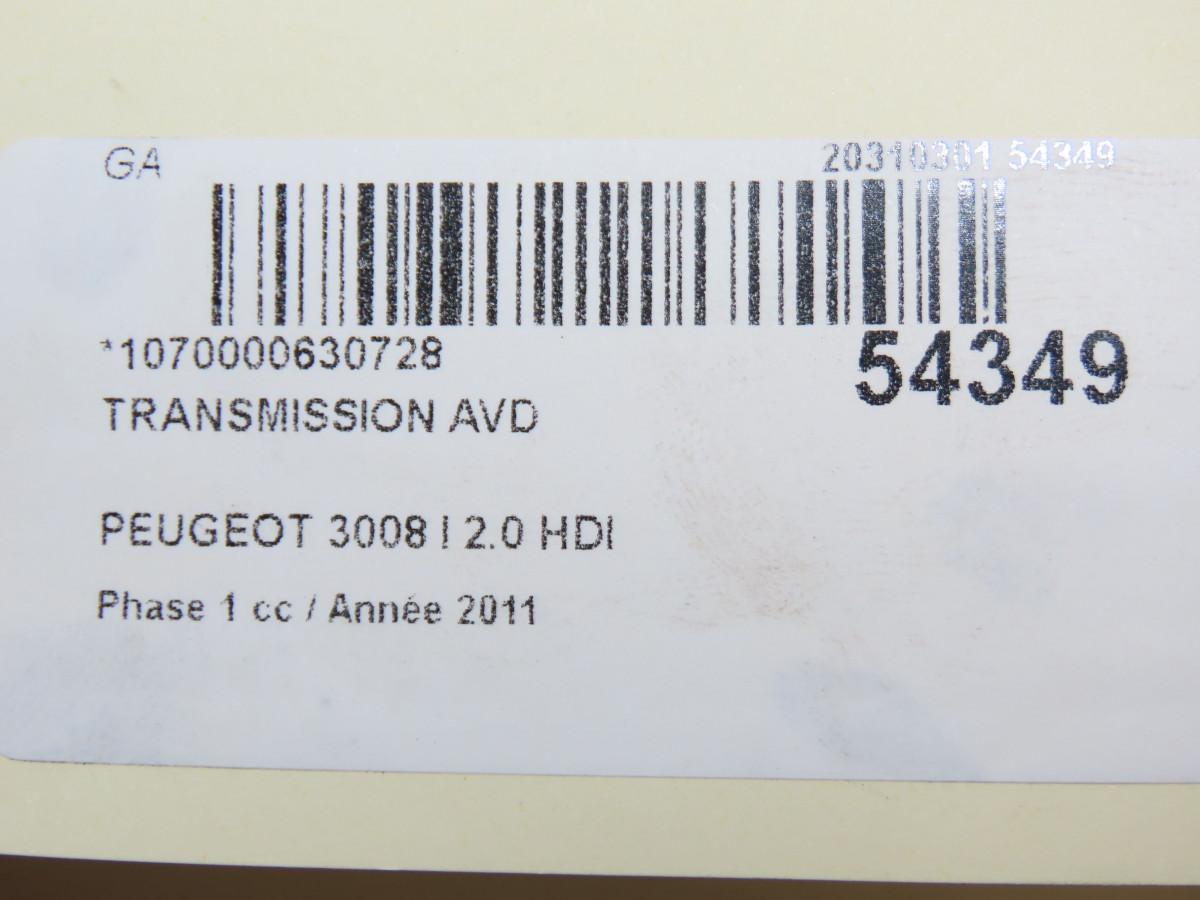 GA
20310301 54349
*1070000630728
54349
TRANSMISSION AVD
PEUGEOT 3008 I 2.0 HDI
Phase 1 cc / Année 2011